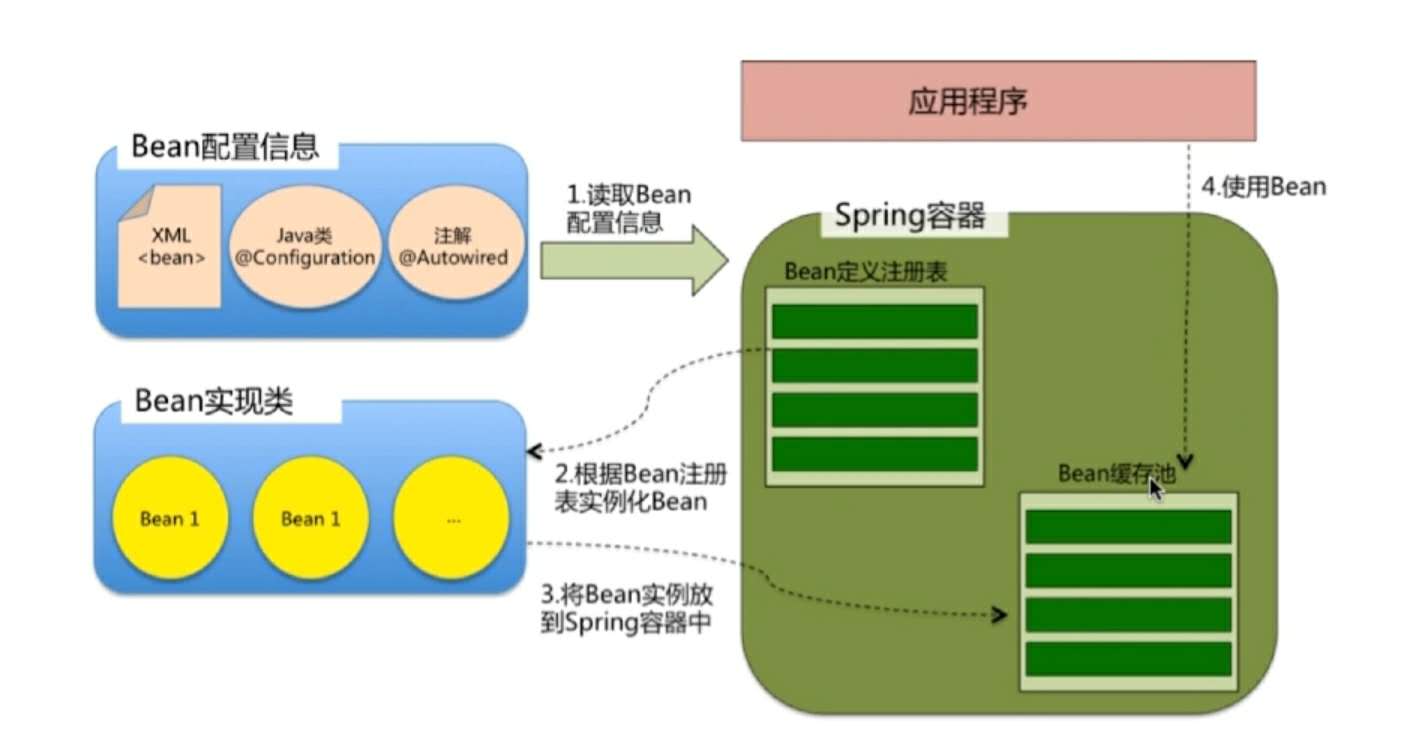 应用程序
Bean配置信息
XML
<bean>
Java类
@Configuration
注解
@Autowired
1.读取Bean
配置信息
4.使用Bean
Spring容器
Bean定义注册表
Bean实现类
Bean 1
Bean 1
...
2.根据Bean注册
表实例化Bean
Bean缓存池
3.将Bean实例放
到Spring容器中